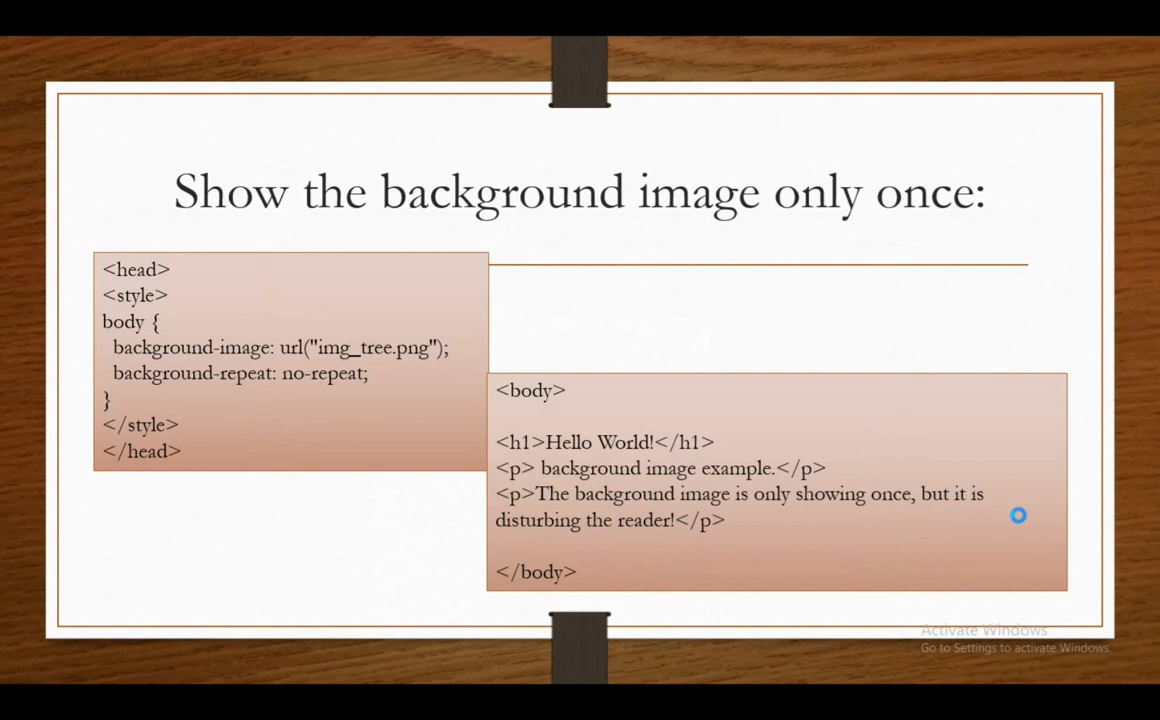 Show the background image only once:
<head>
<style>
body {
background-image: url("img_tree.png");
background-repeat: no-repeat;
}
</style>
</head>
<body>
<h1>Hello World!</h1>
<p> background image example.</p>
<p>The background image is only showing once, but it is
disturbing the reader!</p>
</body>
Activate Windows
Go to Settings to activate Windows.